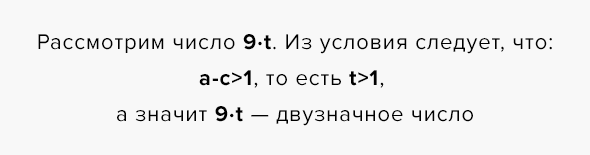 Рассмотрим число 9·t. Из условия следует, что:
a-c>1, то есть t>1,
а значит 9·t — двузначное число